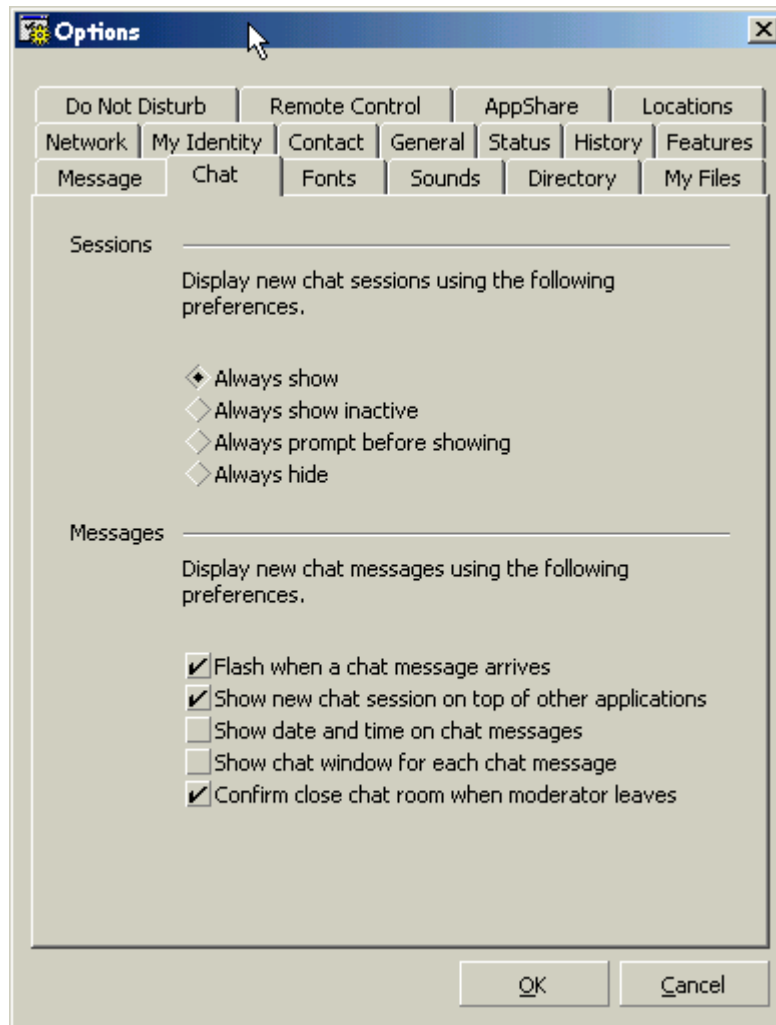 Options
Do Not Disturb Remote Control AppShare Locations
Network My Identity Contact General Status History Features
Message Chat Fonts Sounds Directory My Files
Sessions
Display new chat sessions using the following
preferences.
Always show
Always show inactive
Always prompt before showing
Always hide
Messages
Display new chat messages using the following
preferences.
Flash when a chat message arrives
Show new chat session on top of other applications
Show date and time on chat messages
Show chat window for each chat message
Confirm close chat room when moderator leaves
OK Cancel